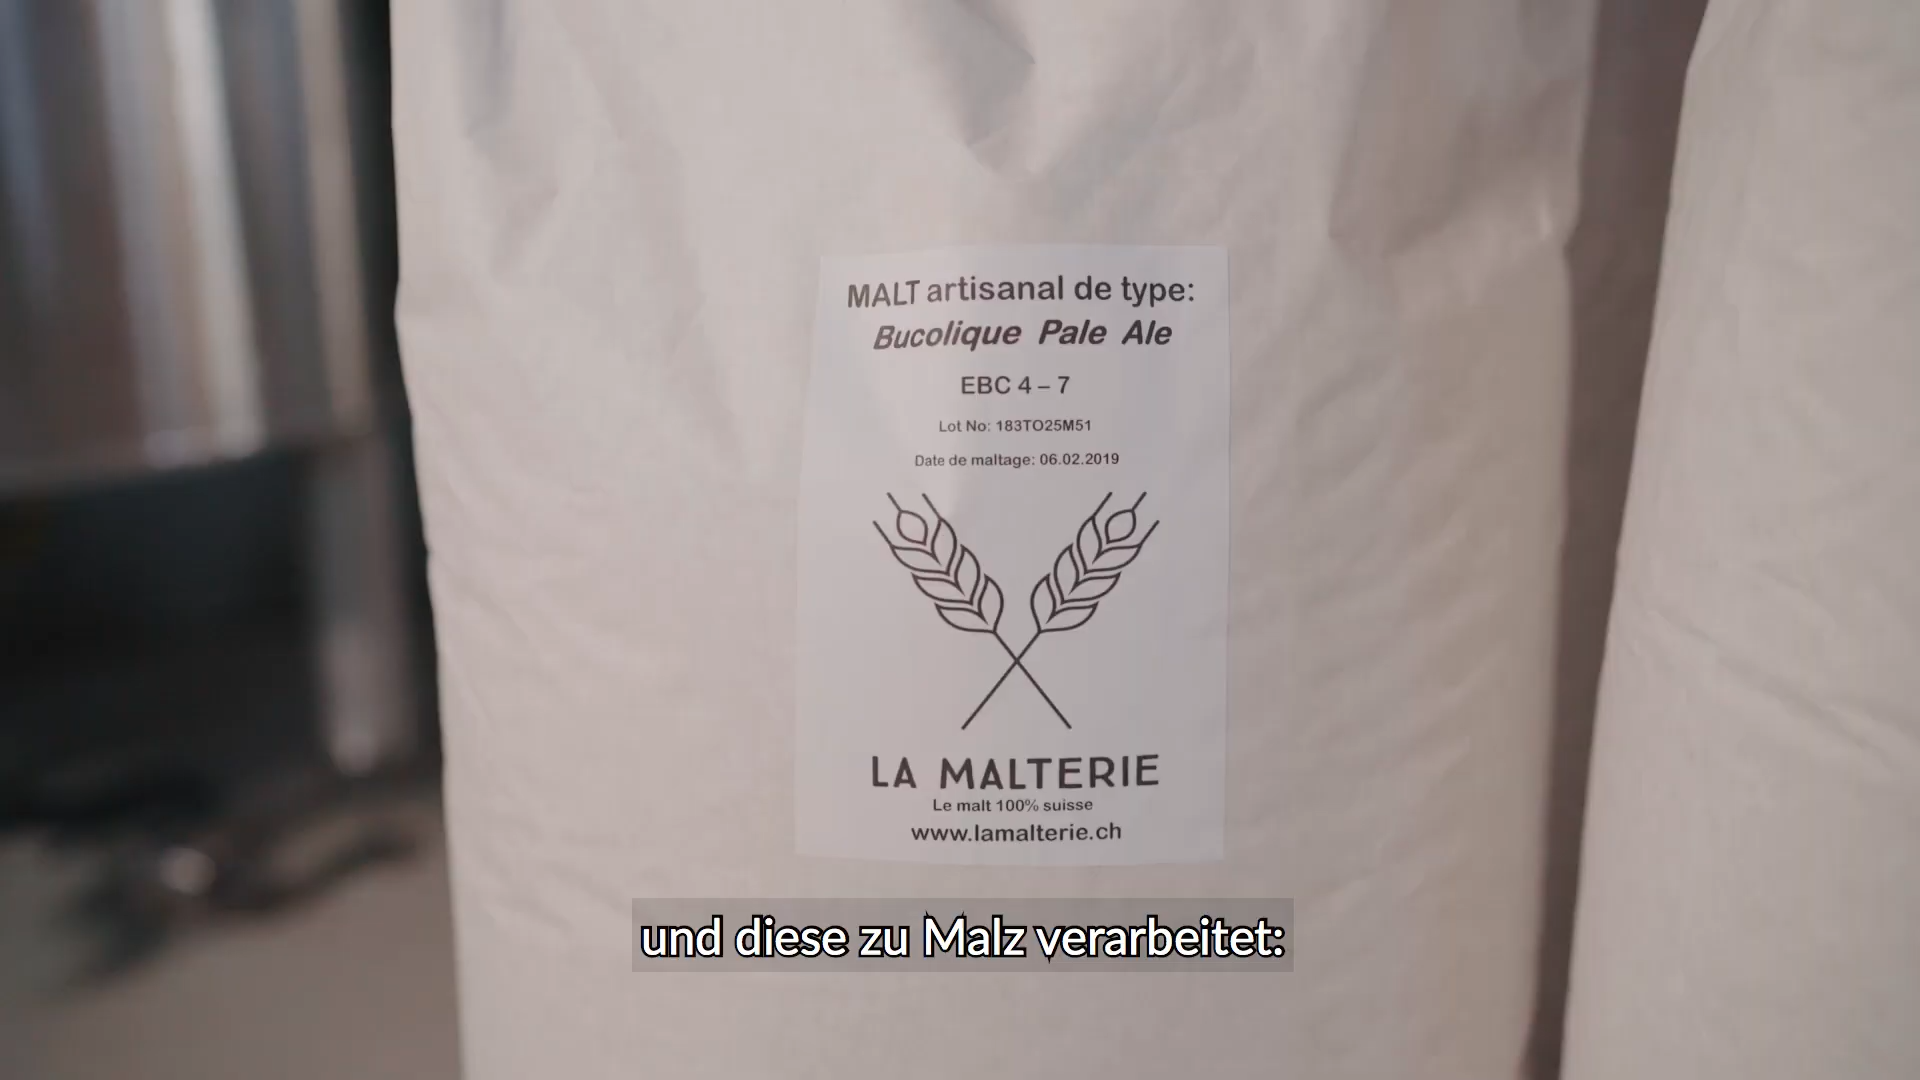 MALT artisanal de type:
Bucolique Pale Ale
EBC 4 – 7
Lot No: 183TO25M51
Date de maltage: 06.02.2019
LA MALTERIE
Le malt 100% suisse
www.lamalterie.ch
und diese zu Malz verarbeitet: